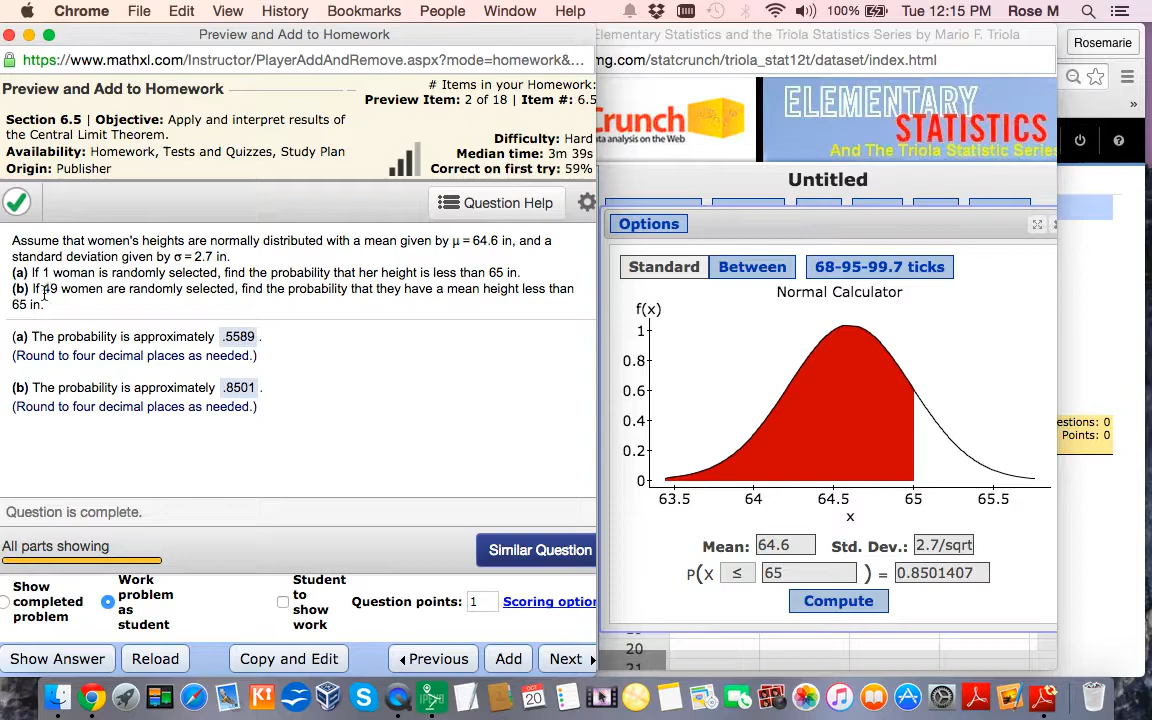 Chrome File Edit View History Bookmarks People Window Help 100% Tue 12:15 PM Rose M
Preview and Add to Homework
Elementary Statistics and the Triola Statistics Series by Mario F. Triola
Rosemarie
https://www.mathxl.com/Instructor/PlayerAddAndRemove.aspx?mode=homework&...
mg.com/statcrunch/triola_stat12t/dataset/index.html
Preview and Add to Homework
# Items in your Homework:
Preview Item: 2 of 18 | Item #: 6.5
Section 6.5 | Objective: Apply and interpret results of
the Central Limit Theorem.
Availability: Homework, Tests and Quizzes, Study Plan
Origin: Publisher
Difficulty: Hard
Median time: 3m 39s
Correct on first try: 59%
Question Help
Assume that women's heights are normally distributed with a mean given by μ = 64.6 in, and a
standard deviation given by σ = 2.7 in.
(a) If 1 woman is randomly selected, find the probability that her height is less than 65 in.
(b) If 49 women are randomly selected, find the probability that they have a mean height less than
65 in.
(a) The probability is approximately .5589 .
(Round to four decimal places as needed.)
(b) The probability is approximately .8501 .
(Round to four decimal places as needed.)
Question is complete.
All parts showing
Similar Question
Show
completed
problem
Work
problem
as
student
Student
to
show
work
Question points: 1 Scoring option
Show Answer Reload Copy and Edit Previous Add Next
Crunch
ata analysis on the Web
ELEMENTARY
STATISTICS
And The Triola Statistic Serie
Untitled
Options
Standard Between 68-95-99.7 ticks
Normal Calculator
f(x)
1
0.8
0.6
0.4
0.2
0
63.5 64 64.5 65 65.5
x
Mean: 64.6 Std. Dev.: 2.7/sqrt
P(X ≤ 65 ) = 0.8501407
Compute
20
21
estions: 0
Points: 0
OCT
20